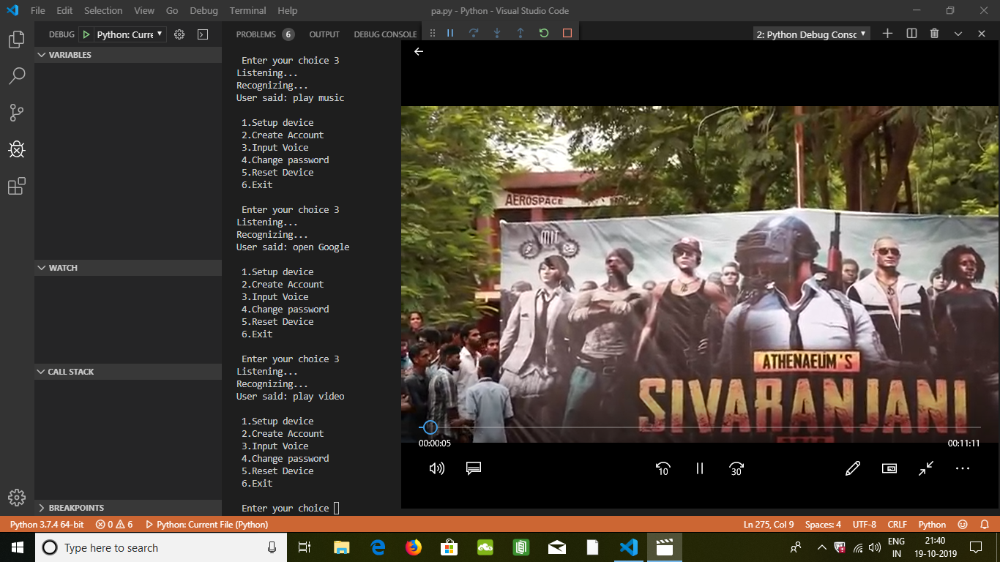 File Edit Selection View Go Debug Terminal Help
pa.py - Python - Visual Studio Code
DEBUG Python: Curre
PROBLEMS 6 OUTPUT DEBUG CONSOLE
2: Python Debug Consc
VARIABLES
WATCH
CALL STACK
BREAKPOINTS
Enter your choice 3
Listening...
Recognizing...
User said: play music
1.Setup device
2.Create Account
3.Input Voice
4.Change password
5.Reset Device
6.Exit
Enter your choice 3
Listening...
Recognizing...
User said: open Google
1.Setup device
2.Create Account
3.Input Voice
4.Change password
5.Reset Device
6.Exit
Enter your choice 3
Listening...
Recognizing...
User said: play video
1.Setup device
2.Create Account
3.Input Voice
4.Change password
5.Reset Device
6.Exit
Enter your choice
AEROSPACE
MIT
ATHENAEUM'S
SIVARANJANI
00:00:05
00:11:11
10
30
Python 3.7.4 64-bit 0 6 Python: Current File (Python)
Ln 275, Col 9 Spaces: 4 UTF-8 CRLF Python
Type here to search
ENG
IN
21:40
19-10-2019